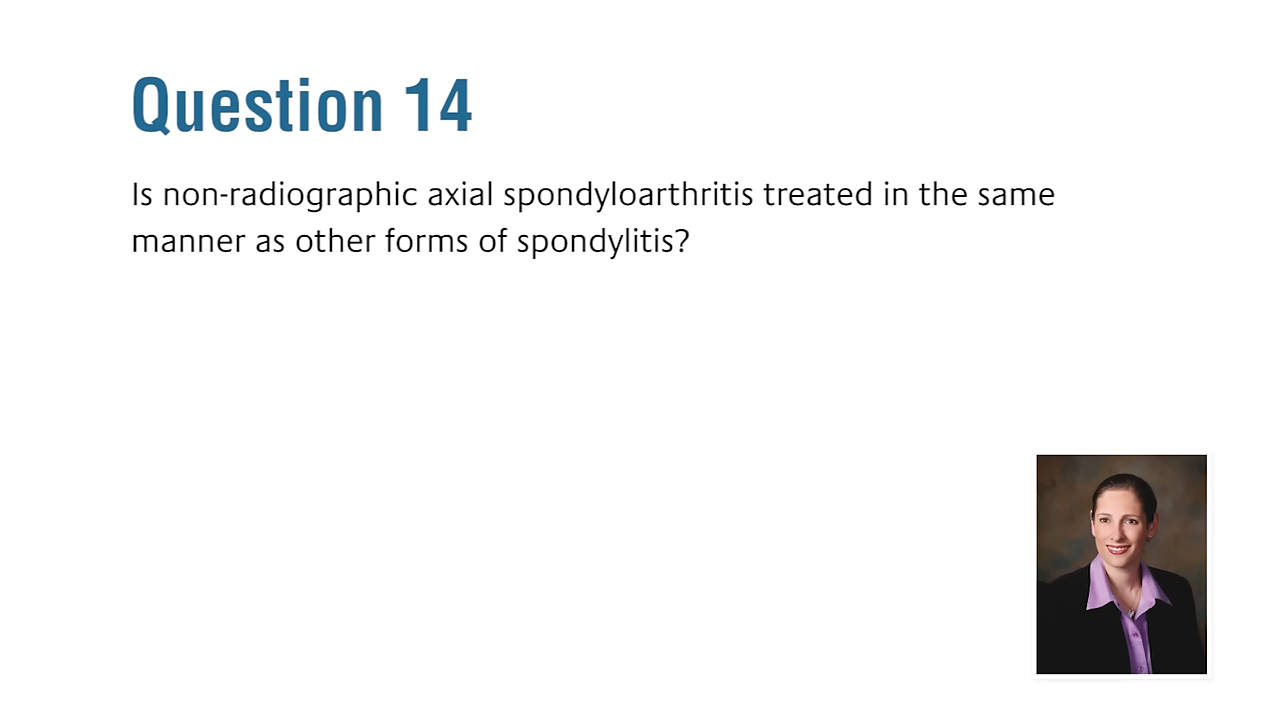 Question 14
Is non-radiographic axial spondyloarthritis treated in the same
manner as other forms of spondylitis?